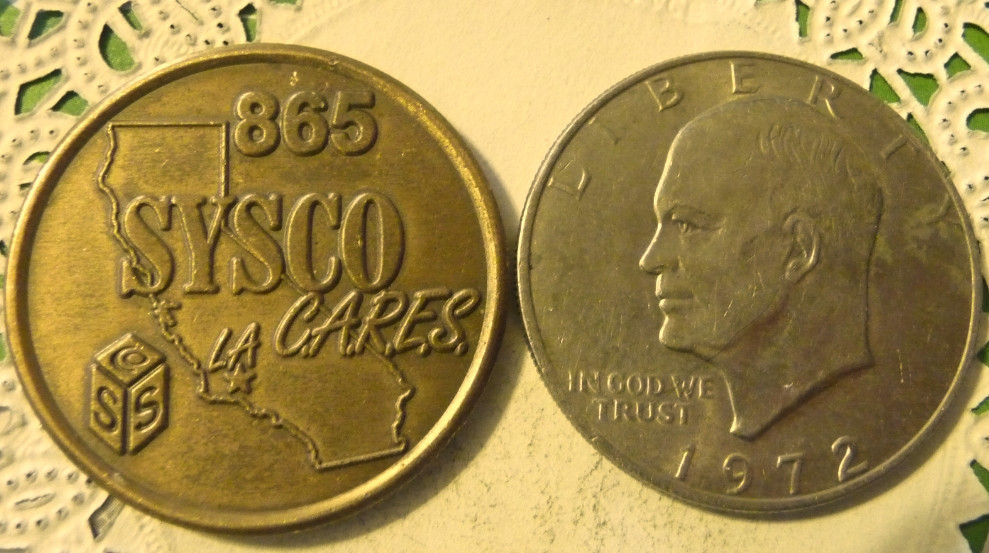 865
SYSCO
C.A.R.E.S.
LA
C
S S
LIBERTY
IN GOD WE
TRUST
1972